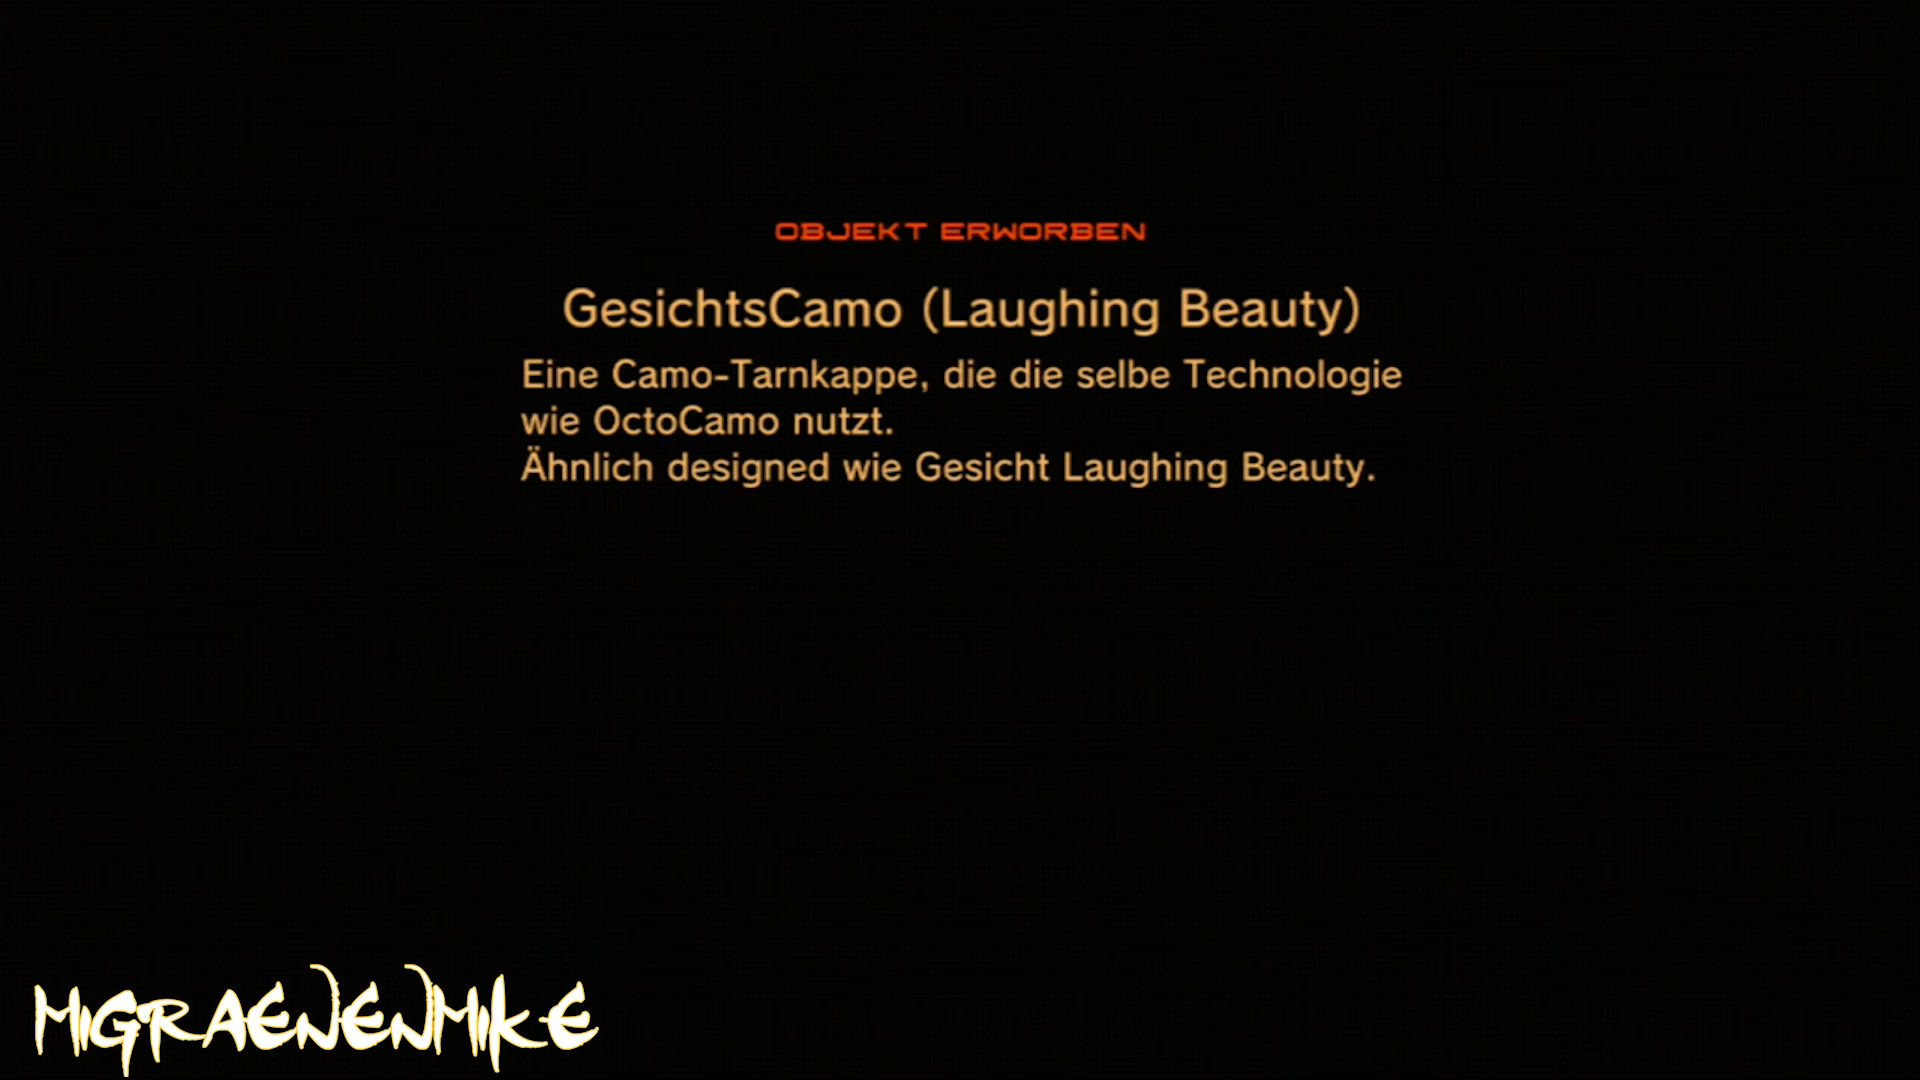 OBJEKT ERWORBEN
GesichtsCamo (Laughing Beauty)
Eine Camo-Tarnkappe, die die selbe Technologie
wie OctoCamo nutzt.
Ähnlich designed wie Gesicht Laughing Beauty.
MIGRAENENMIKE